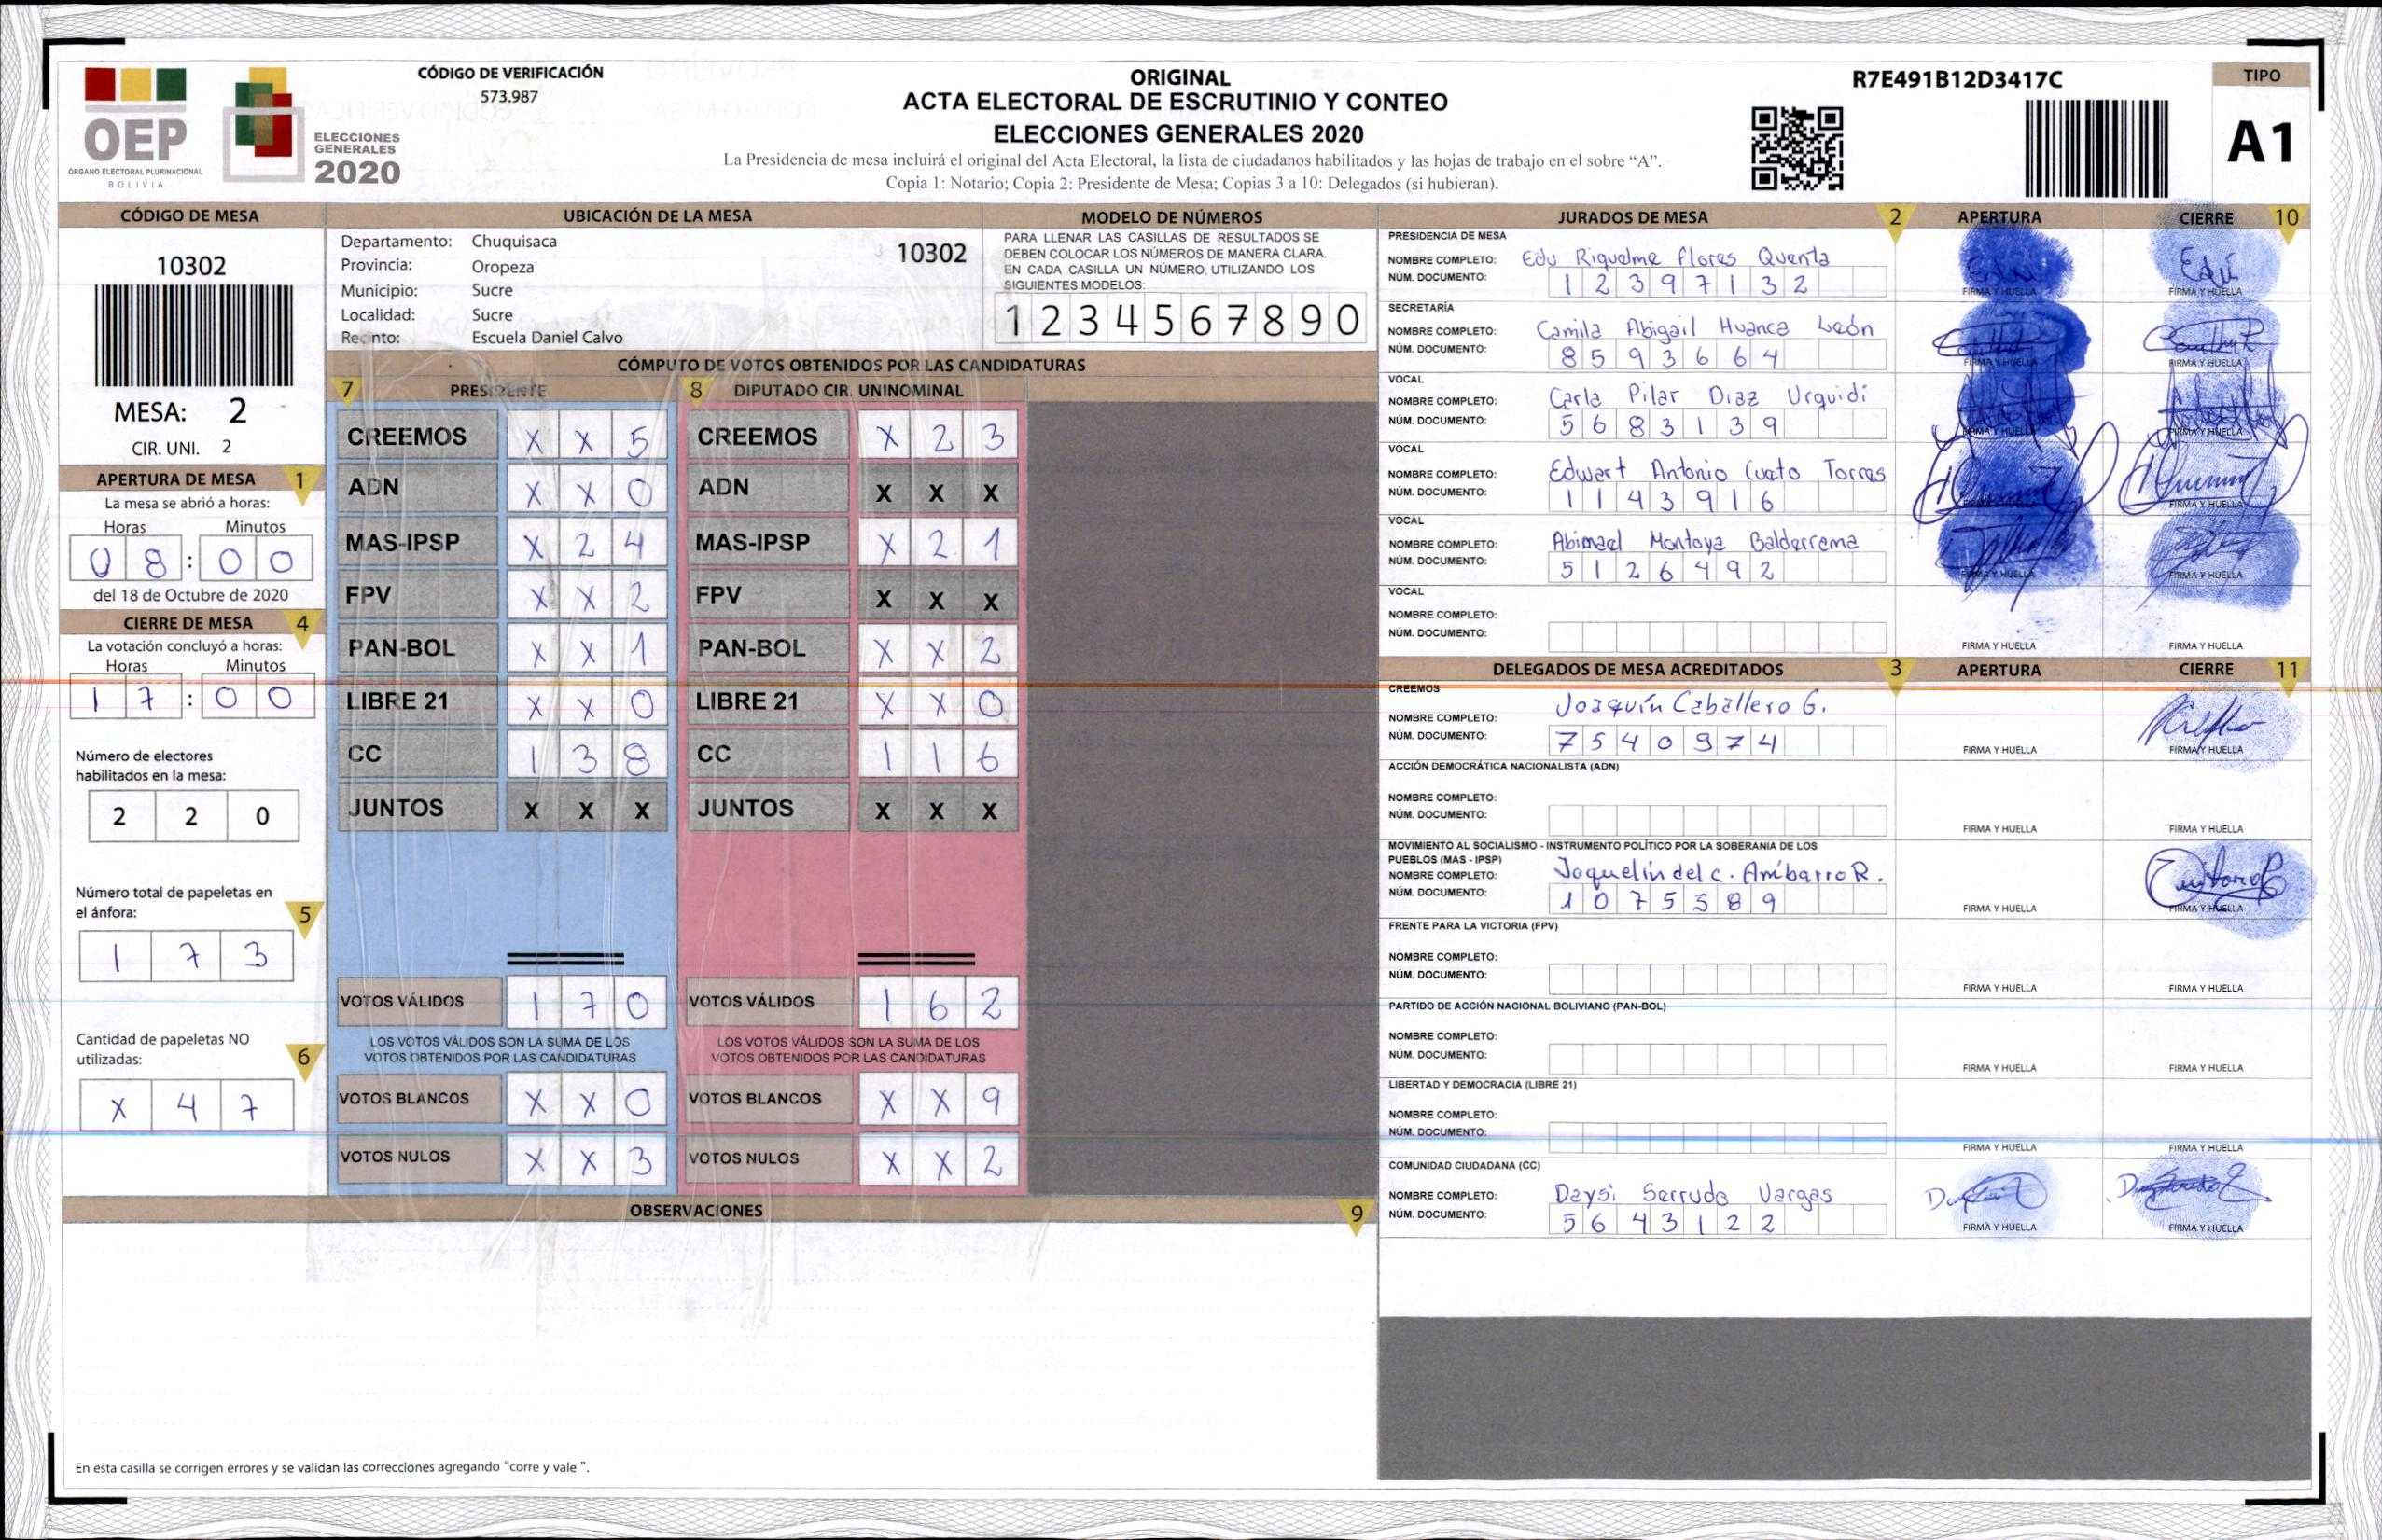 OEP
ÓRGANO ELECTORAL PLURINACIONAL
BOLIVIA
ELECCIONES
GENERALES
2020
CÓDIGO DE VERIFICACIÓN
573.987
ORIGINAL
ACTA ELECTORAL DE ESCRUTINIO Y CONTEO
ELECCIONES GENERALES 2020
La Presidencia de mesa incluirá el original del Acta Electoral, la lista de ciudadanos habilitados y las hojas de trabajo en el sobre “A”.
Copia 1: Notario; Copia 2: Presidente de Mesa; Copias 3 a 10: Delegados (si hubieran).
R7E491B12D3417C
TIPO
A1
CÓDIGO DE MESA
10302
MESA: 2
CIR. UNI. 2
APERTURA DE MESA 1
La mesa se abrió a horas:
Horas Minutos
0 8 : 0 0
del 18 de Octubre de 2020
CIERRE DE MESA 4
La votación concluyó a horas:
Horas Minutos
1 7 : 0 0
Número de electores
habilitados en la mesa:
2 2 0
Número total de papeletas en
el ánfora: 5
1 7 3
Cantidad de papeletas NO
utilizadas: 6
X 4 7
UBICACIÓN DE LA MESA
Departamento: Chuquisaca
Provincia: Oropeza
Municipio: Sucre
Localidad: Sucre
Recinto: Escuela Daniel Calvo
10302
MODELO DE NÚMEROS
PARA LLENAR LAS CASILLAS DE RESULTADOS SE
DEBEN COLOCAR LOS NÚMEROS DE MANERA CLARA.
EN CADA CASILLA UN NÚMERO, UTILIZANDO LOS
SIGUIENTES MODELOS:
1 2 3 4 5 6 7 8 9 0
CÓMPUTO DE VOTOS OBTENIDOS POR LAS CANDIDATURAS
7 PRESIDENTE
CREEMOS X X 5
ADN X X 0
MAS-IPSP X 2 4
FPV X X 2
PAN-BOL X X 1
LIBRE 21 X X 0
CC 1 3 8
JUNTOS X X X
VOTOS VÁLIDOS 1 7 0
LOS VOTOS VÁLIDOS SON LA SUMA DE LOS
VOTOS OBTENIDOS POR LAS CANDIDATURAS
VOTOS BLANCOS X X 0
VOTOS NULOS X X 3
8 DIPUTADO CIR. UNINOMINAL
CREEMOS X 2 3
ADN X X X
MAS-IPSP X 2 1
FPV X X X
PAN-BOL X X 2
LIBRE 21 X X 0
CC 1 1 6
JUNTOS X X X
VOTOS VÁLIDOS 1 6 2
LOS VOTOS VÁLIDOS SON LA SUMA DE LOS
VOTOS OBTENIDOS POR LAS CANDIDATURAS
VOTOS BLANCOS X X 9
VOTOS NULOS X X 2
OBSERVACIONES 9
En esta casilla se corrigen errores y se validan las correcciones agregando “corre y vale ”.
JURADOS DE MESA 2 APERTURA CIERRE 10
PRESIDENCIA DE MESA
NOMBRE COMPLETO: Edu Riquelme Flores Quenta
NÚM. DOCUMENTO: 1 2 3 9 7 1 3 2
FIRMA Y HUELLA FIRMA Y HUELLA
SECRETARÍA
NOMBRE COMPLETO: Camila Abigail Huanca León
NÚM. DOCUMENTO: 8 5 9 3 6 6 4
FIRMA Y HUELLA FIRMA Y HUELLA
VOCAL
NOMBRE COMPLETO: Carla Pilar Diaz Urquidi
NÚM. DOCUMENTO: 5 6 8 3 1 3 9
FIRMA Y HUELLA FIRMA Y HUELLA
VOCAL
NOMBRE COMPLETO: Edwart Antonio Cueto Torres
NÚM. DOCUMENTO: 1 1 4 3 9 1 6
FIRMA Y HUELLA
VOCAL
NOMBRE COMPLETO: Abimael Montoya Balderrama
NÚM. DOCUMENTO: 5 1 2 6 4 9 2
FIRMA Y HUELLA FIRMA Y HUELLA
VOCAL
NOMBRE COMPLETO:
NÚM. DOCUMENTO:
FIRMA Y HUELLA FIRMA Y HUELLA
DELEGADOS DE MESA ACREDITADOS 3 APERTURA CIERRE 11
CREEMOS
NOMBRE COMPLETO: Joaquín Caballero G.
NÚM. DOCUMENTO: 7 5 4 0 9 7 4
FIRMA Y HUELLA FIRMA Y HUELLA
ACCIÓN DEMOCRÁTICA NACIONALISTA (ADN)
NOMBRE COMPLETO:
NÚM. DOCUMENTO:
FIRMA Y HUELLA FIRMA Y HUELLA
MOVIMIENTO AL SOCIALISMO - INSTRUMENTO POLÍTICO POR LA SOBERANIA DE LOS
PUEBLOS (MAS - IPSP)
NOMBRE COMPLETO: Joquelín del c. Arribarro R.
NÚM. DOCUMENTO: 1 0 7 5 5 8 9
FIRMA Y HUELLA FIRMA Y HUELLA
FRENTE PARA LA VICTORIA (FPV)
NOMBRE COMPLETO:
NÚM. DOCUMENTO:
FIRMA Y HUELLA FIRMA Y HUELLA
PARTIDO DE ACCIÓN NACIONAL BOLIVIANO (PAN-BOL)
NOMBRE COMPLETO:
NÚM. DOCUMENTO:
FIRMA Y HUELLA FIRMA Y HUELLA
LIBERTAD Y DEMOCRACIA (LIBRE 21)
NOMBRE COMPLETO:
NÚM. DOCUMENTO:
FIRMA Y HUELLA FIRMA Y HUELLA
COMUNIDAD CIUDADANA (CC)
NOMBRE COMPLETO: Daysi Serrudo Vargas
NÚM. DOCUMENTO: 5 6 4 3 1 2 2
FIRMA Y HUELLA FIRMA Y HUELLA